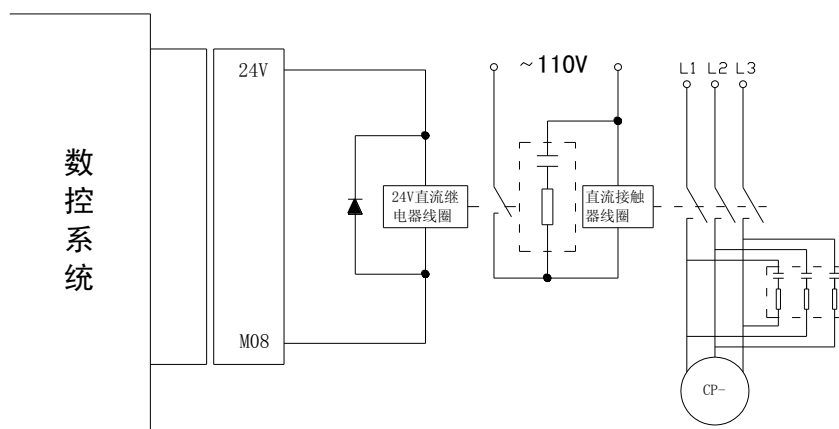 数控系统
24V
M08
24V直流继
电器线圈
~110V
直流接触
器线圈
L1 L2 L3
CP-